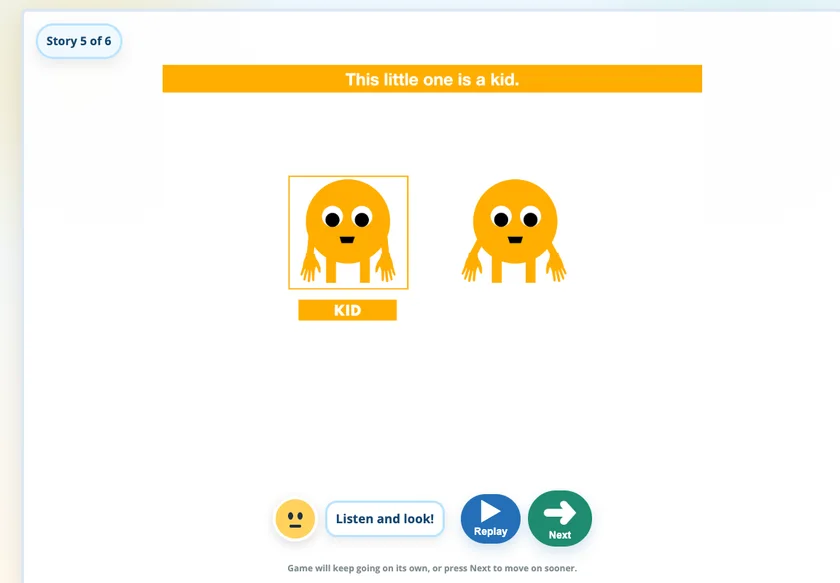 Story 5 of 6
This little one is a kid.
KID
Listen and look!
Replay
Next
Game will keep going on its own, or press Next to move on sooner.